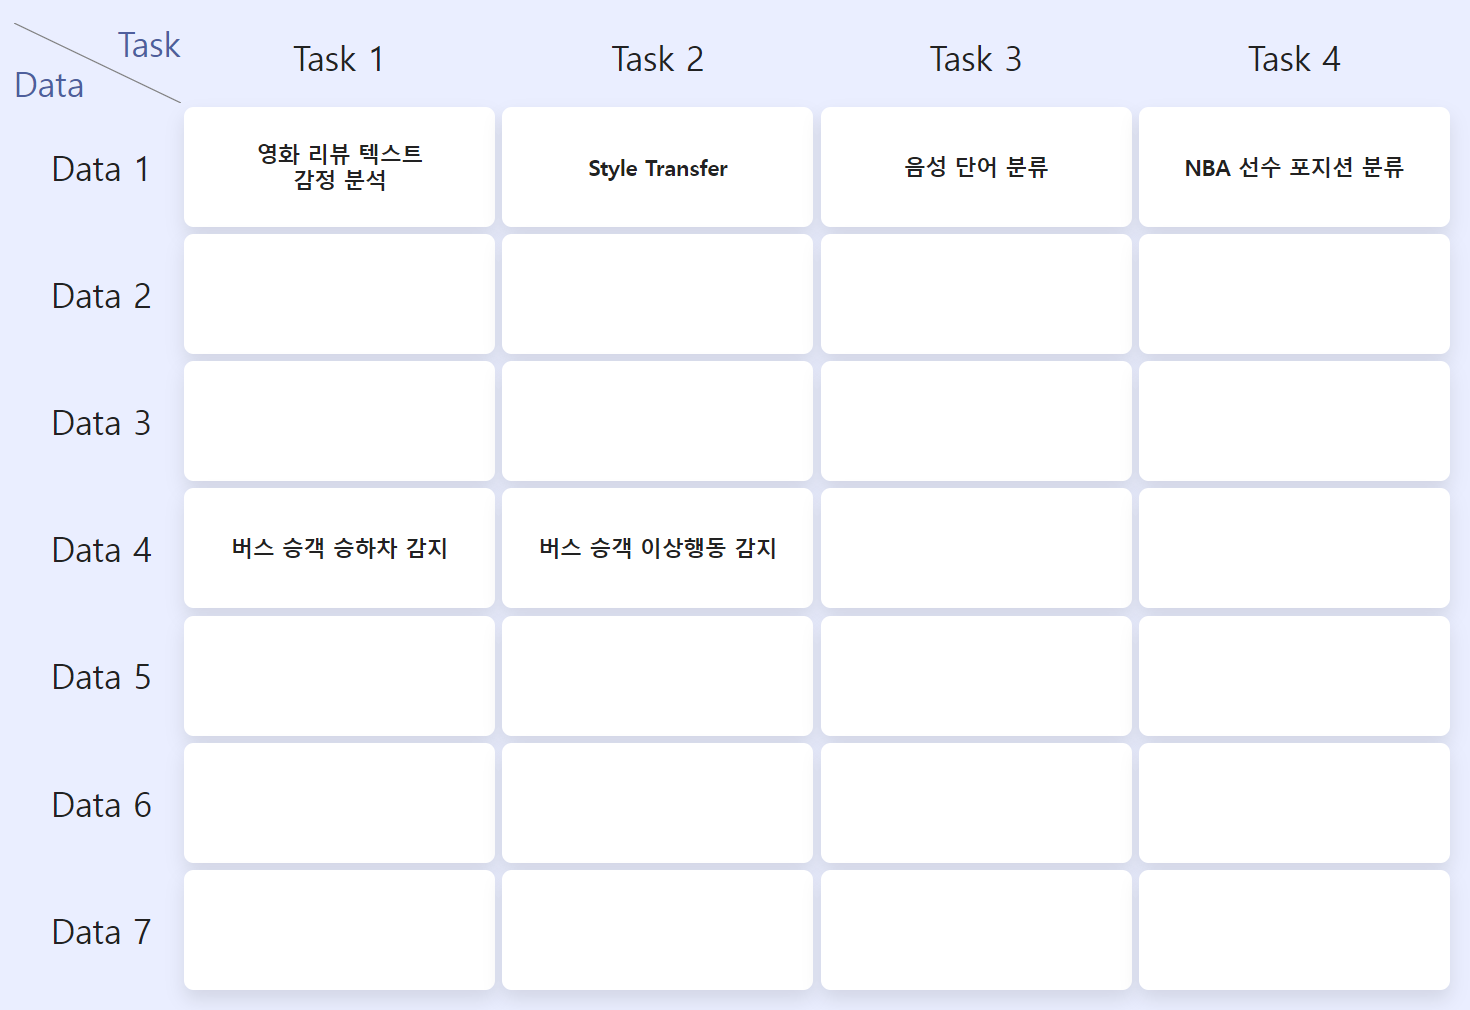 Task
Data
Task 1
Task 2
Task 3
Task 4
Data 1
영화 리뷰 텍스트
감정 분석
Style Transfer
음성 단어 분류
NBA 선수 포지션 분류
Data 2
Data 3
Data 4
버스 승객 승하차 감지
버스 승객 이상행동 감지
Data 5
Data 6
Data 7